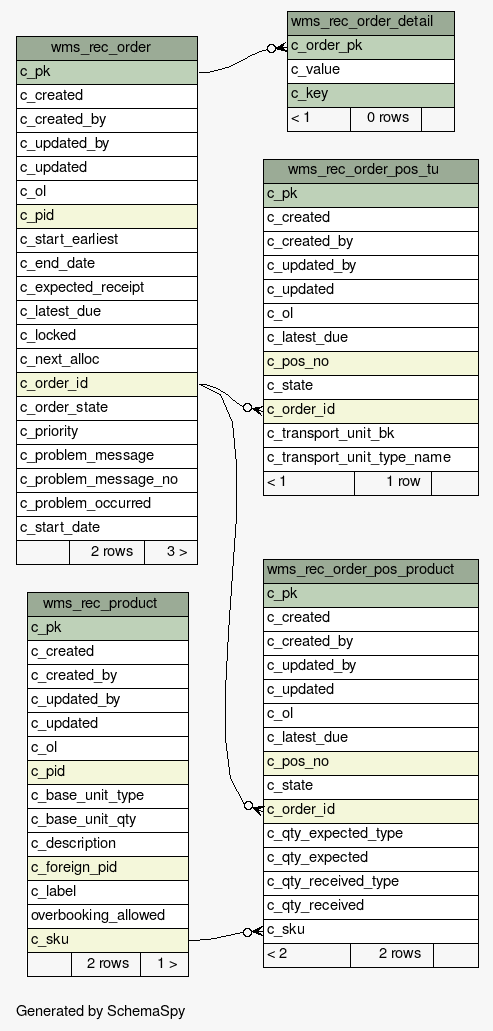 wms_rec_order
c_pk
c_created
c_created_by
c_updated_by
c_updated
c_ol
c_pid
c_start_earliest
c_end_date
c_expected_receipt
c_latest_due
c_locked
c_next_alloc
c_order_id
c_order_state
c_priority
c_problem_message
c_problem_message_no
c_problem_occurred
c_start_date
2 rows 3 >
wms_rec_order_detail
c_order_pk
c_value
c_key
< 1 0 rows
wms_rec_order_pos_tu
c_pk
c_created
c_created_by
c_updated_by
c_updated
c_ol
c_latest_due
c_pos_no
c_state
c_order_id
c_transport_unit_bk
c_transport_unit_type_name
< 1 1 row
wms_rec_product
c_pk
c_created
c_created_by
c_updated_by
c_updated
c_ol
c_pid
c_base_unit_type
c_base_unit_qty
c_description
c_foreign_pid
c_label
overbooking_allowed
c_sku
2 rows 1 >
wms_rec_order_pos_product
c_pk
c_created
c_created_by
c_updated_by
c_updated
c_ol
c_latest_due
c_pos_no
c_state
c_order_id
c_qty_expected_type
c_qty_expected
c_qty_received_type
c_qty_received
c_sku
< 2 2 rows
Generated by SchemaSpy